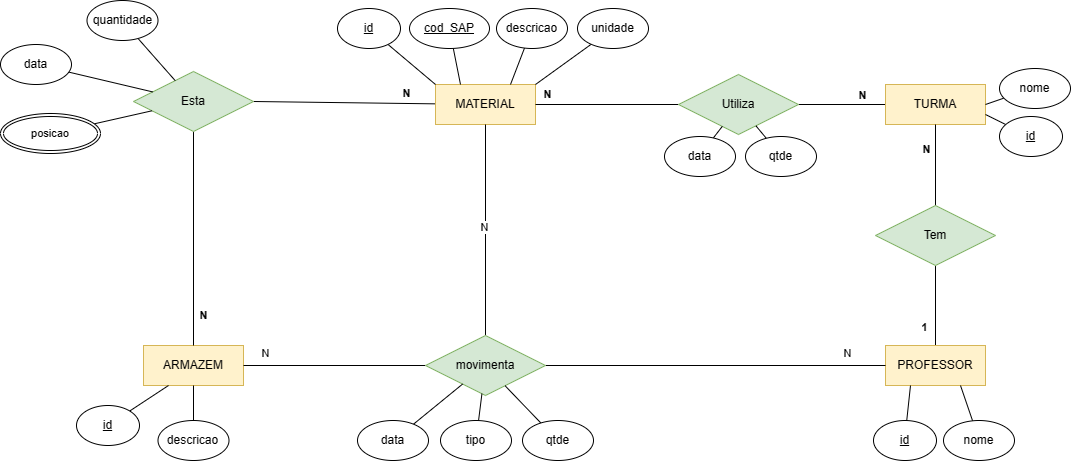 quantidade
id
cod_SAP
descricao
unidade
data
nome
Esta
N
MATERIAL
N
Utiliza
N
TURMA
posicao
id
data
qtde
N
N
Tem
N
1
N
N
ARMAZEM
movimenta
PROFESSOR
id
descricao
data
tipo
qtde
id
nome